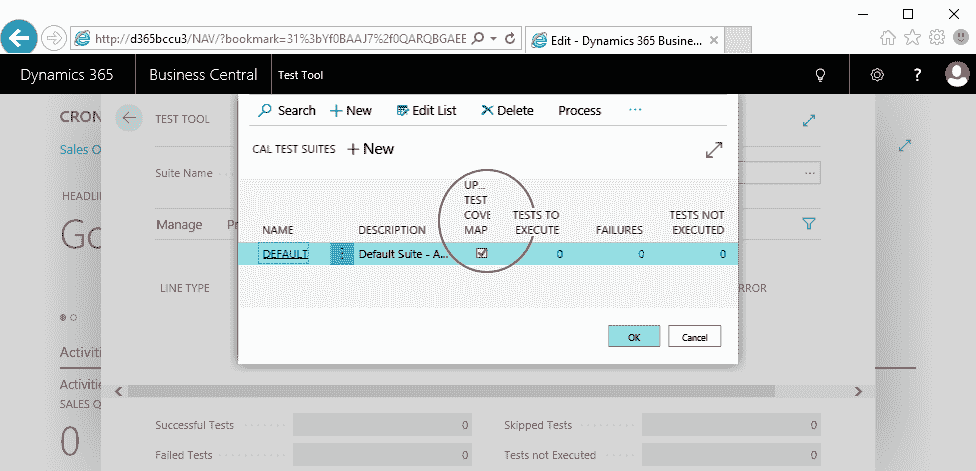 http://d365bccu3/NAV/?bookmark=31%3bYf0BAAJ7%2f0QARQBGAEE
Edit - Dynamics 365 Busine...
Dynamics 365
Business Central
Test Tool
?
CRON
TEST TOOL
Search
New
Edit List
Delete
Process
...
Sales O
CAL TEST SUITES
+ New
Suite Name
...
HEADLI
UP...
TEST
COVE
MAP
Go
Manage
P
NAME
DESCRIPTION
TESTS TO
EXECUTE
FAILURES
TESTS NOT
EXECUTED
DEFAULT
Default Suite - A...
0
0
0
LINE TYPE
RROR
OK
Cancel
Activiti
Activities
SALES Q
0
Successful Tests
0
Skipped Tests
0
Failed Tests
0
Tests not Executed
0